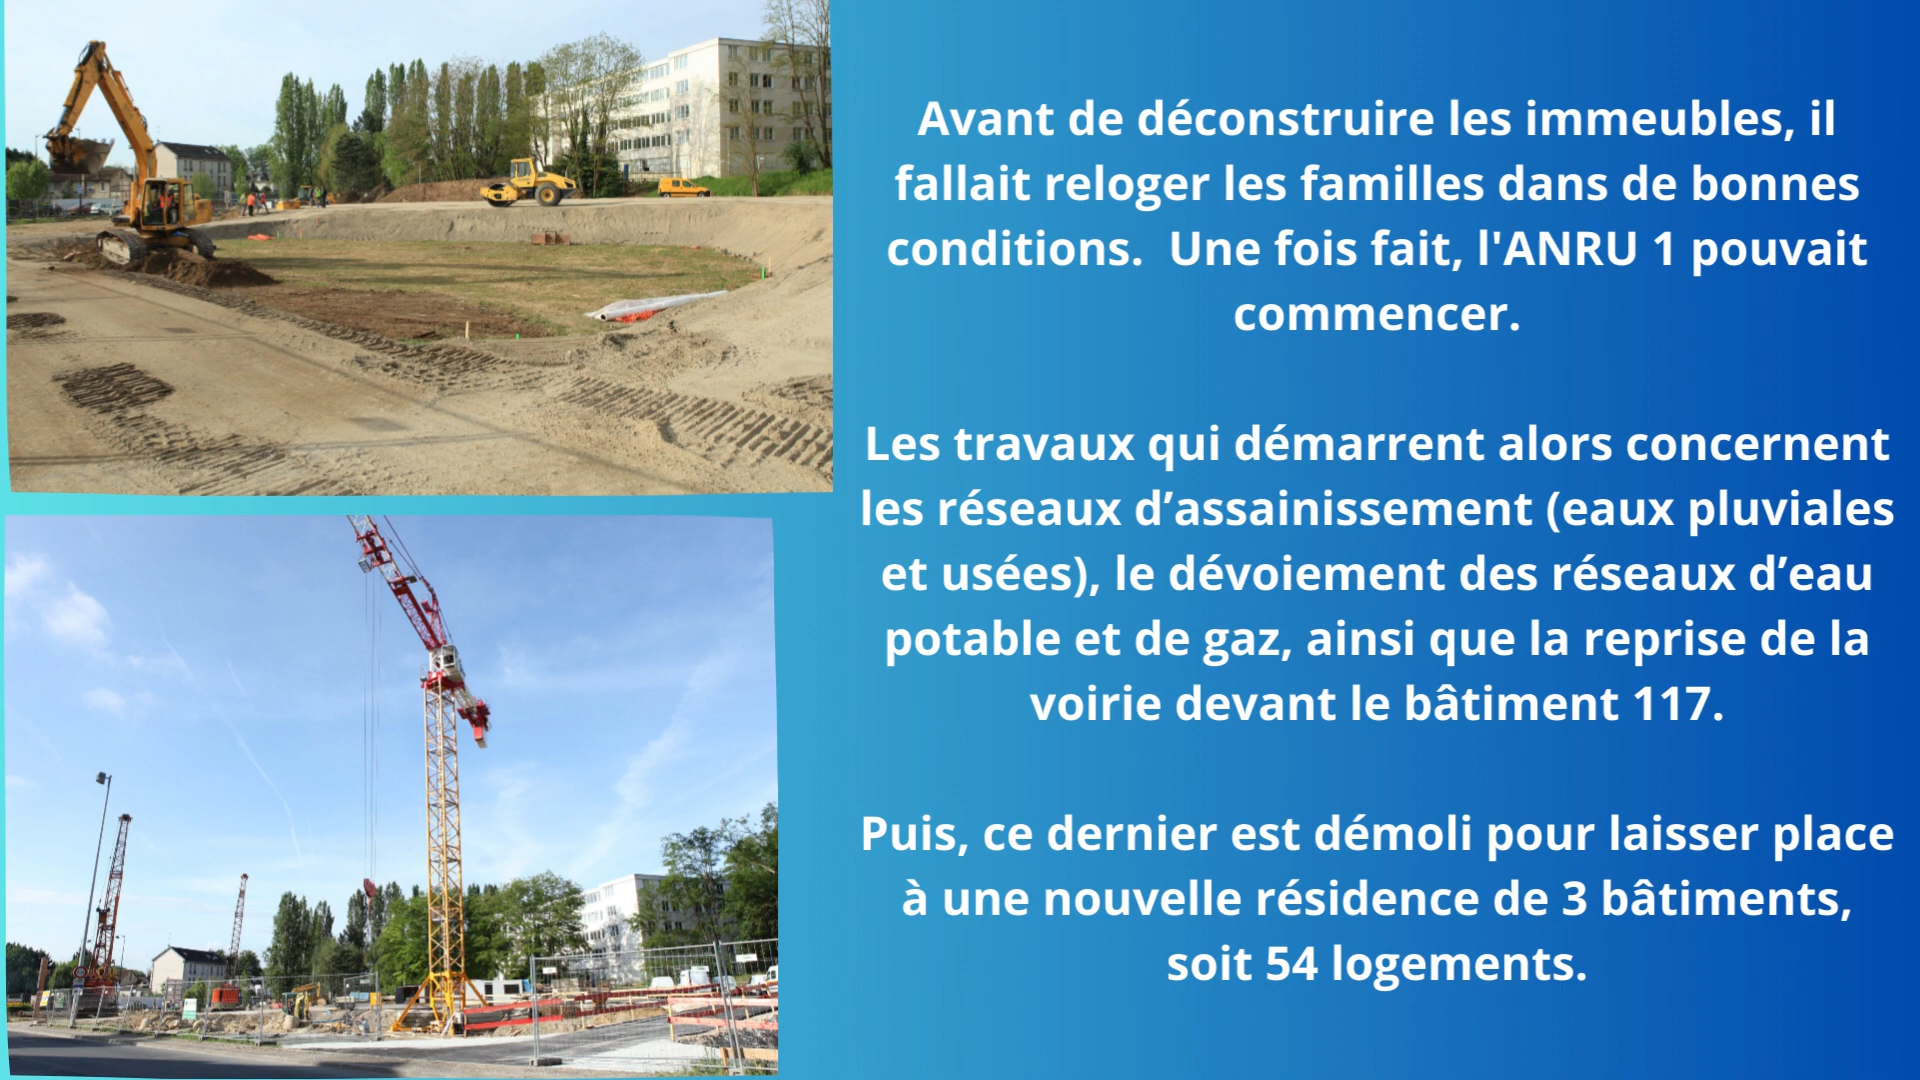 Avant de déconstruire les immeubles, il
fallait reloger les familles dans de bonnes
conditions.  Une fois fait, l'ANRU 1 pouvait
commencer.
Les travaux qui démarrent alors concernent
les réseaux d’assainissement (eaux pluviales
et usées), le dévoiement des réseaux d’eau
potable et de gaz, ainsi que la reprise de la
voirie devant le bâtiment 117.
Puis, ce dernier est démoli pour laisser place
à une nouvelle résidence de 3 bâtiments,
soit 54 logements.